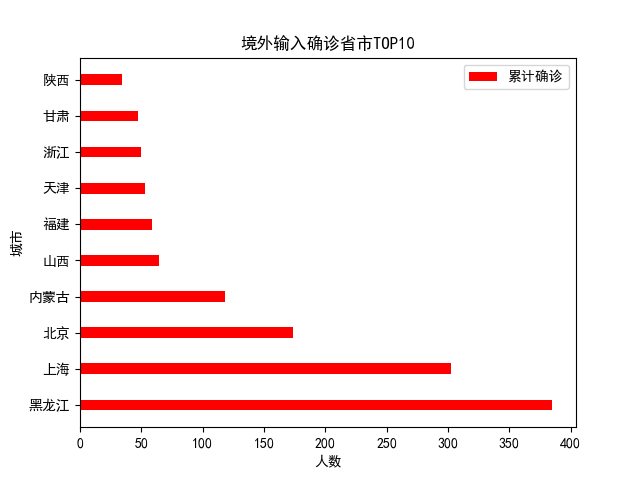 境外输入确诊省市TOP10
累计确诊
城市
陕西
甘肃
浙江
天津
福建
山西
内蒙古
北京
上海
黑龙江
0 50 100 150 200 250 300 350 400
人数